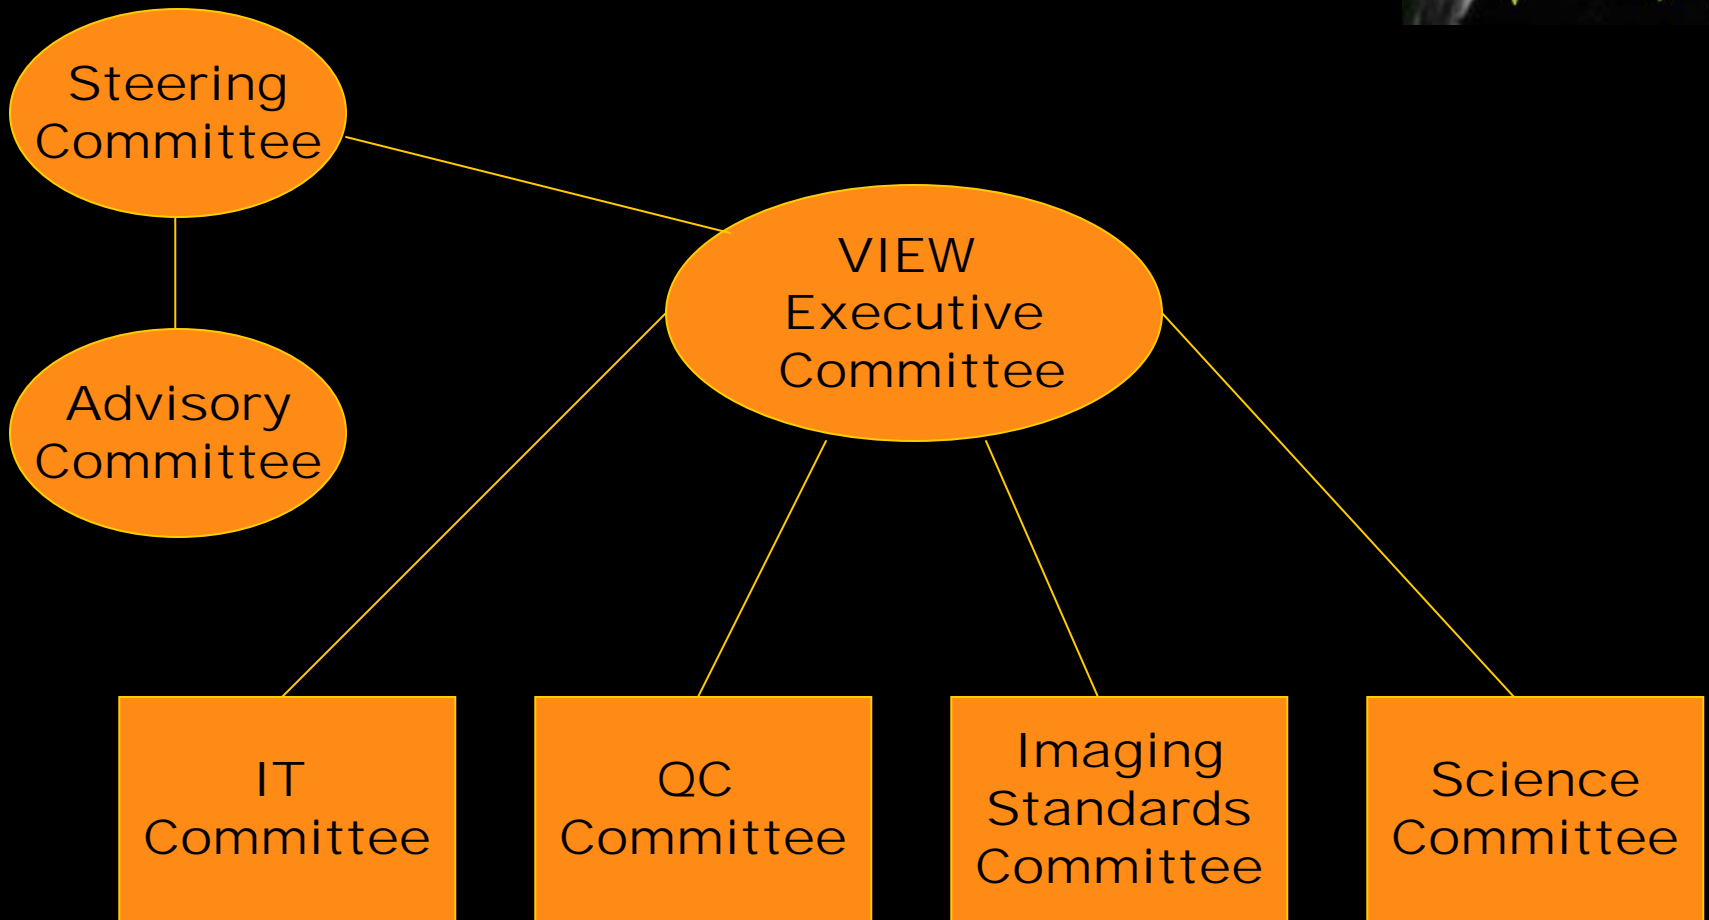 Steering
Committee
VIEW
Executive
Committee
Advisory
Committee
IT
Committee
QC
Committee
Imaging
Standards
Committee
Science
Committee